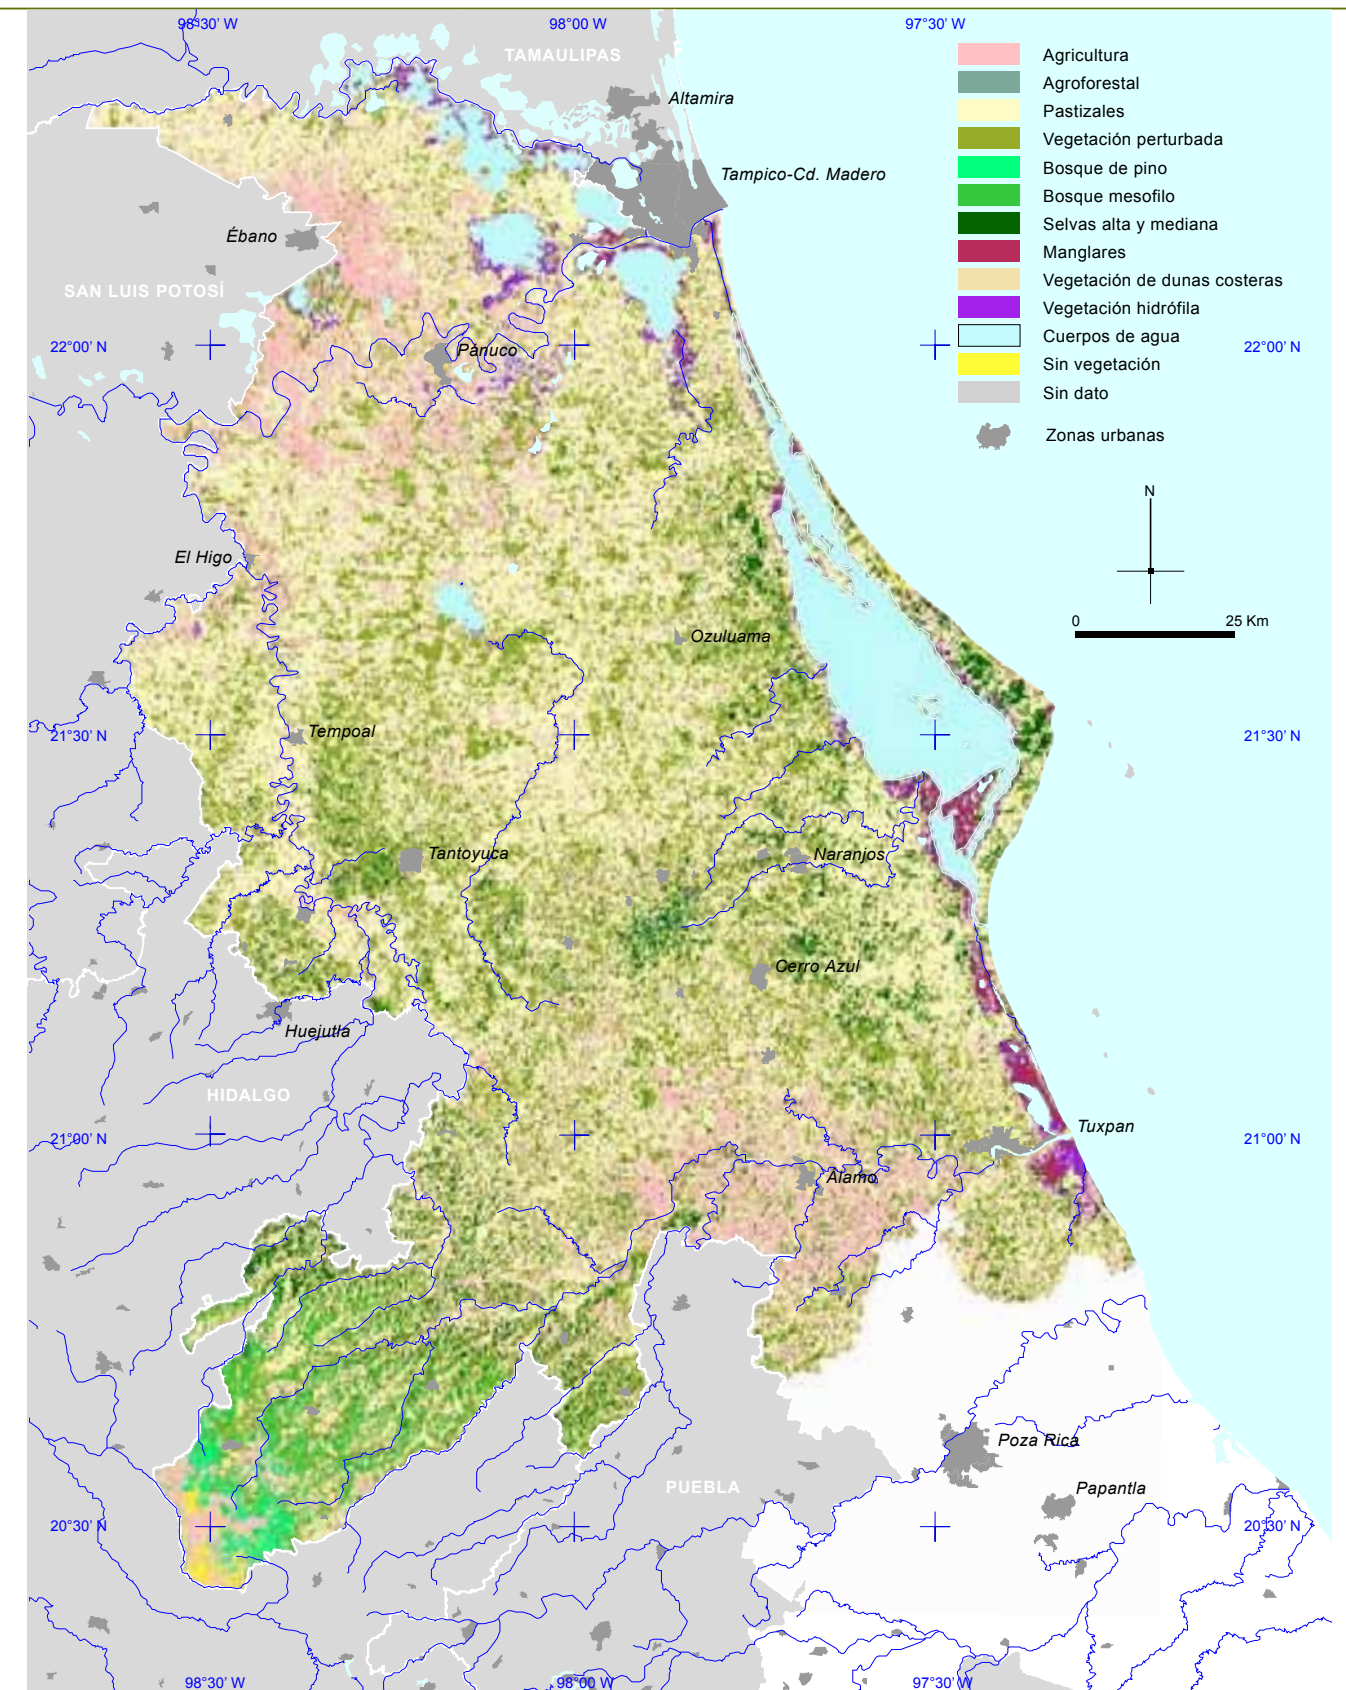 98°30' W
98°00 W
97°30' W
TAMAULIPAS
Agricultura
Agroforestal
Pastizales
Vegetación perturbada
Bosque de pino
Bosque mesofilo
Selvas alta y mediana
Manglares
Vegetación de dunas costeras
Vegetación hidrófila
Cuerpos de agua
Sin vegetación
Sin dato
Zonas urbanas
Altamira
Tampico-Cd. Madero
Ébano
SAN LUIS POTOSÍ
22°00' N
Pánuco
22°00' N
N
El Higo
0
25 Km
Ozuluama
21°30' N
Tempoal
21°30' N
Tantoyuca
Naranjos
Cerro Azul
Huejutla
HIDALGO
21°00' N
Tuxpan
21°00' N
Álamo
Poza Rica
PUEBLA
Papantla
20°30' N
20°30' N
98°30' W
98°00 W
97°30' W